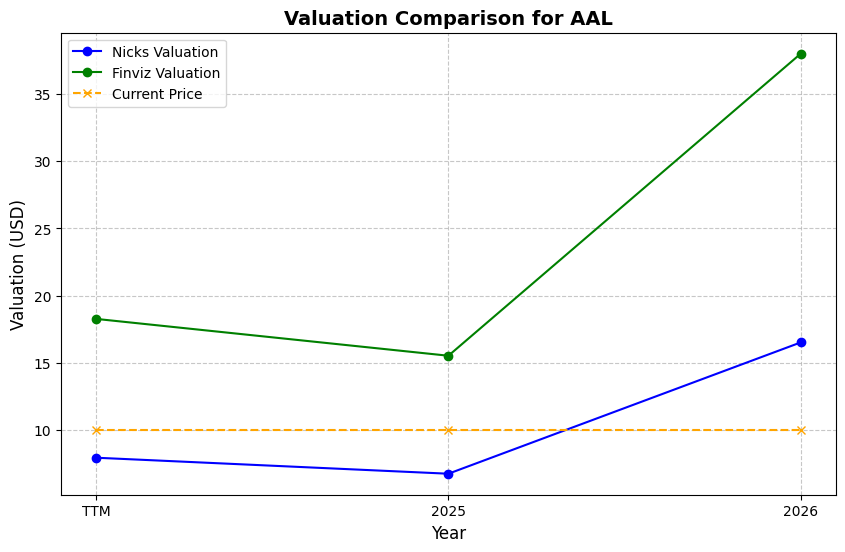 Valuation Comparison for AAL
Nicks Valuation
Finviz Valuation
Current Price
Valuation (USD)
35
30
25
20
15
10
TTM
2025
2026
Year